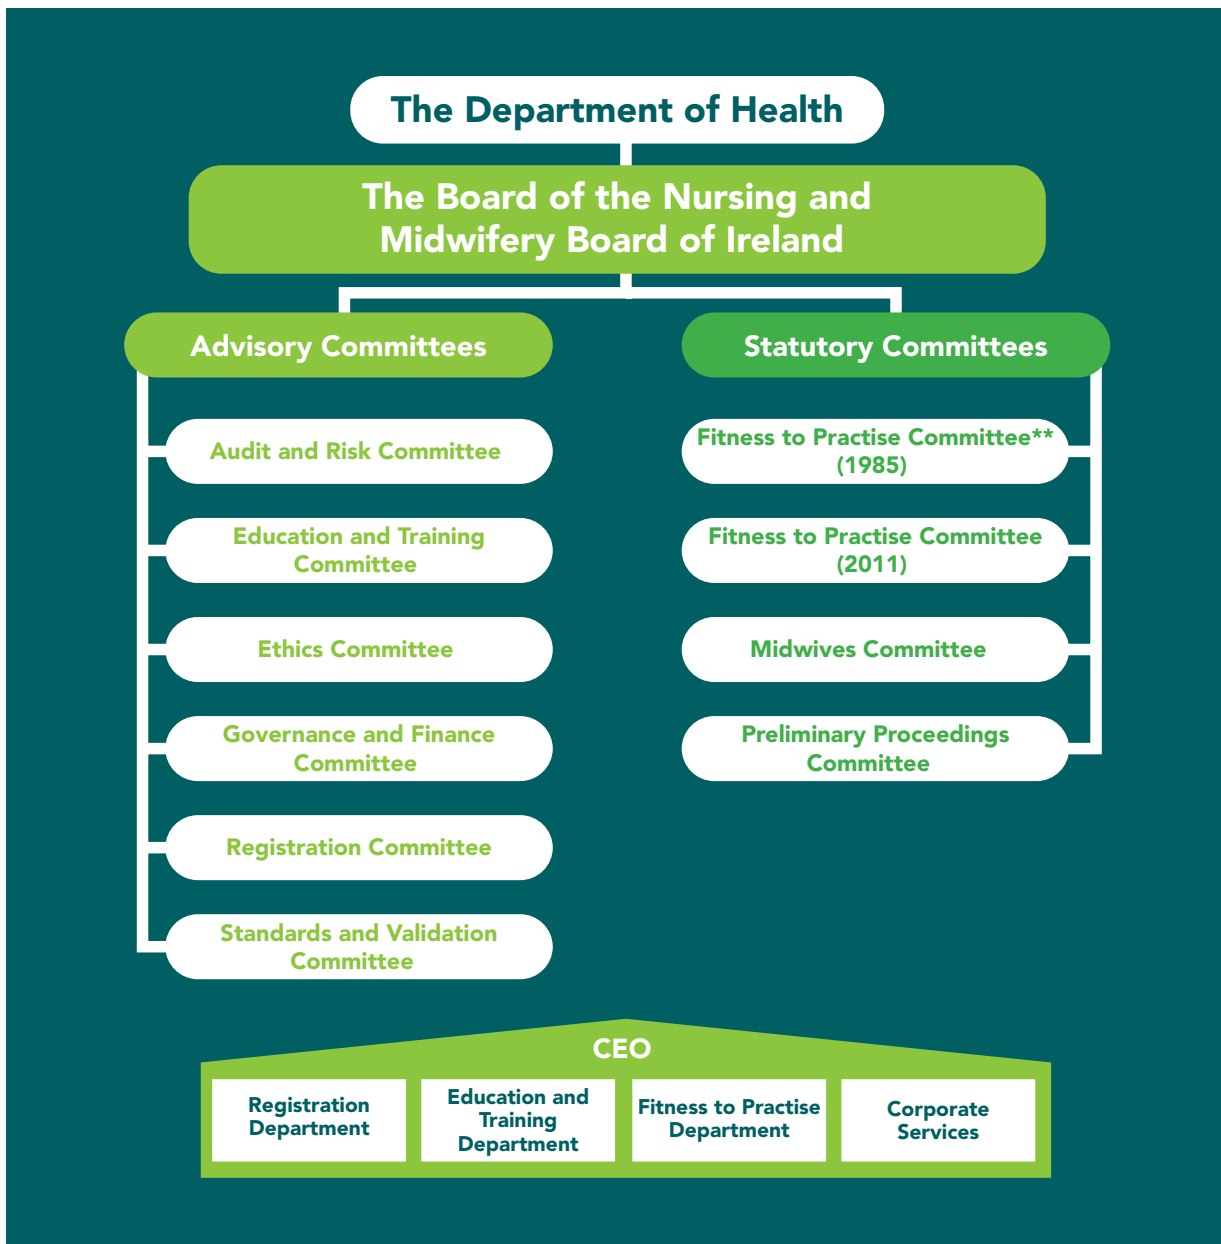 The Department of Health
The Board of the Nursing and
Midwifery Board of Ireland
Advisory Committees
Audit and Risk Committee
Education and Training
Committee
Ethics Committee
Governance and Finance
Committee
Registration Committee
Standards and Validation
Committee
Statutory Committees
Fitness to Practise Committee**
(1985)
Fitness to Practise Committee
(2011)
Midwives Committee
Preliminary Proceedings
Committee
CEO
Registration
Department
Education and
Training
Department
Fitness to Practise
Department
Corporate
Services